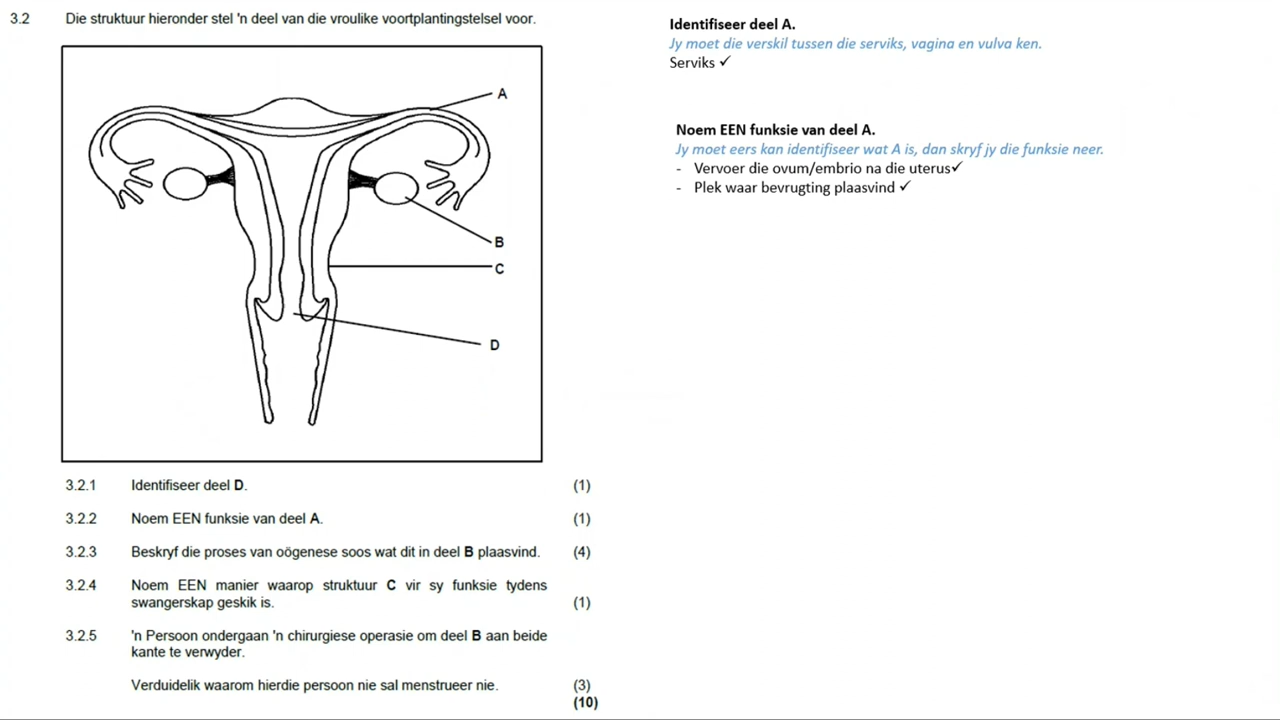 3.2 Die struktuur hieronder stel 'n deel van die vroulike voortplantingstelsel voor.
A
B
C
D
3.2.1 Identifiseer deel D. (1)
3.2.2 Noem EEN funksie van deel A. (1)
3.2.3 Beskryf die proses van oögenese soos wat dit in deel B plaasvind. (4)
3.2.4 Noem EEN manier waarop struktuur C vir sy funksie tydens
swangerskap geskik is. (1)
3.2.5 'n Persoon ondergaan 'n chirurgiese operasie om deel B aan beide
kante te verwyder.
Verduidelik waarom hierdie persoon nie sal menstrueer nie. (3)
(10)
Identifiseer deel A.
Jy moet die verskil tussen die serviks, vagina en vulva ken.
Serviks ✓
Noem EEN funksie van deel A.
Jy moet eers kan identifiseer wat A is, dan skryf jy die funksie neer.
- Vervoer die ovum/embrio na die uterus✓
- Plek waar bevrugting plaasvind ✓